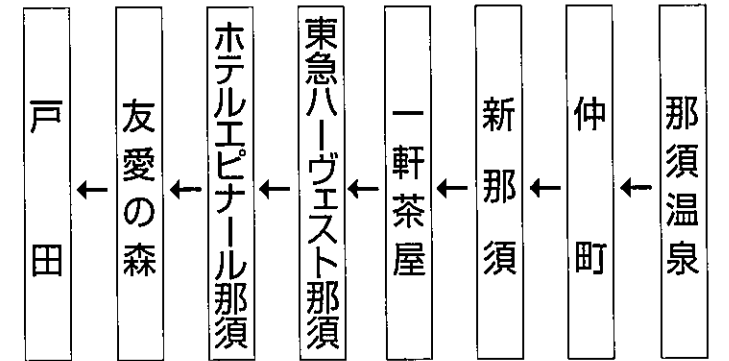 那須温泉
←
仲町
←
新那須
←
一軒茶屋
←
東急ハーヴェスト那須
←
ホテルエピナール那須
←
友愛の森
←
戸田